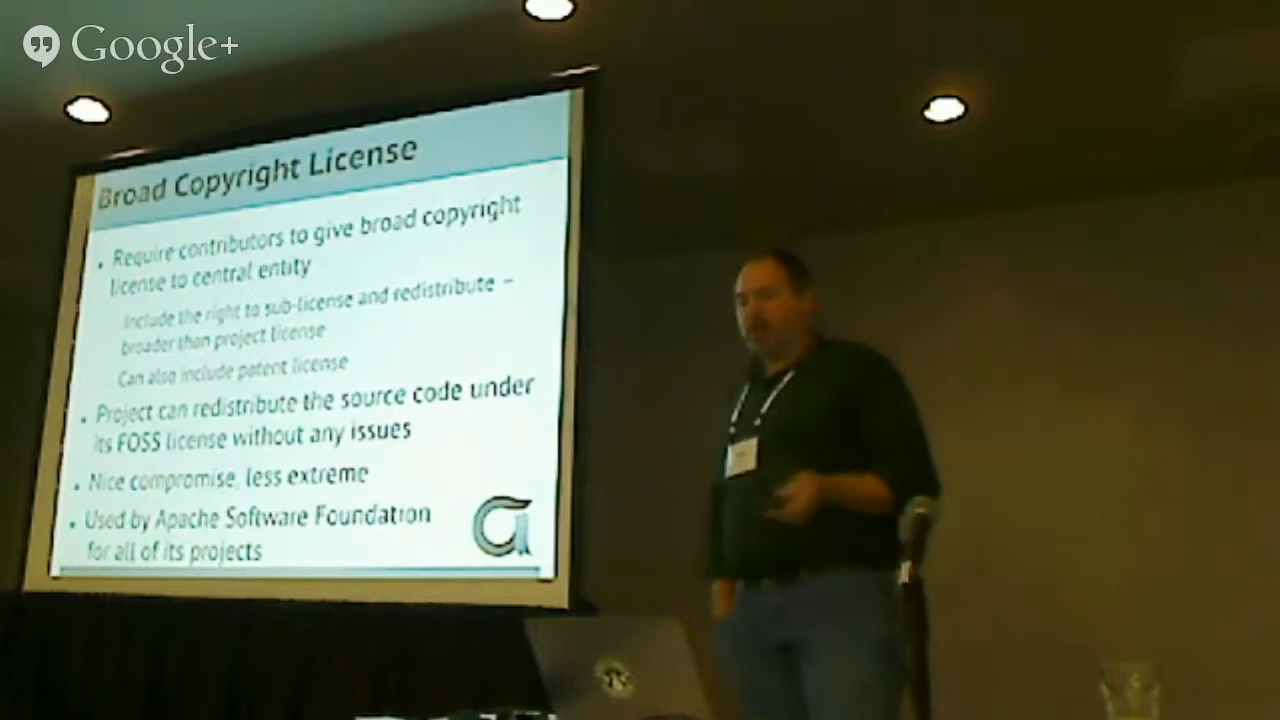 Google+
Broad Copyright License
• Require contributors to give broad copyright
license to central entity
Include the right to sub-license and redistribute –
broader than project license
Can also include patent license
• Project can redistribute the source code under
its FOSS license without any issues
• Nice compromise, less extreme
• Used by Apache Software Foundation
for all of its projects